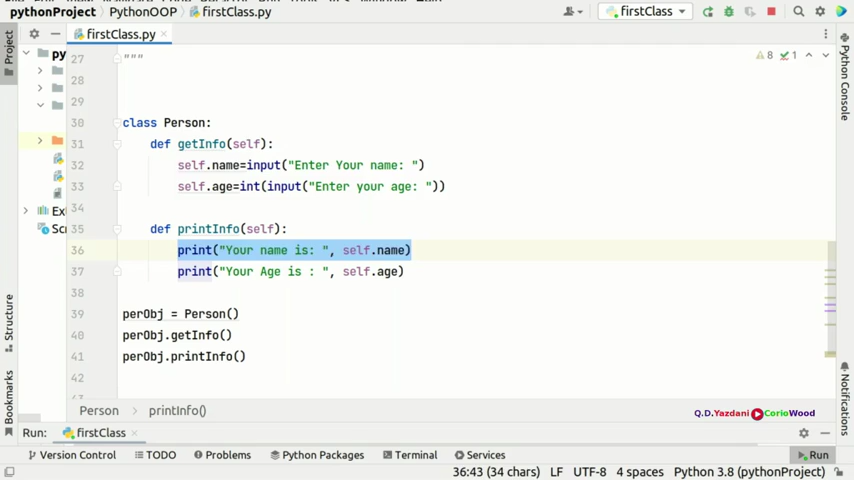 pythonProject
PythonOOP
firstClass.py
firstClass
firstClass.py
Project
py
Ext
Structure
Bookmarks
Python Console
Notifications
8
1
27 """
28
29
30 class Person:
31 def getInfo(self):
32 self.name=input("Enter Your name: ")
33 self.age=int(input("Enter your age: "))
34
35 def printInfo(self):
36 print("Your name is: ", self.name)
37 print("Your Age is : ", self.age)
38
39 perObj = Person()
40 perObj.getInfo()
41 perObj.printInfo()
42
Person
printInfo()
Q.D.Yazdani CorioWood
Run: firstClass
Version Control TODO Problems Python Packages Terminal Services Run
36:43 (34 chars) LF UTF-8 4 spaces Python 3.8 (pythonProject)